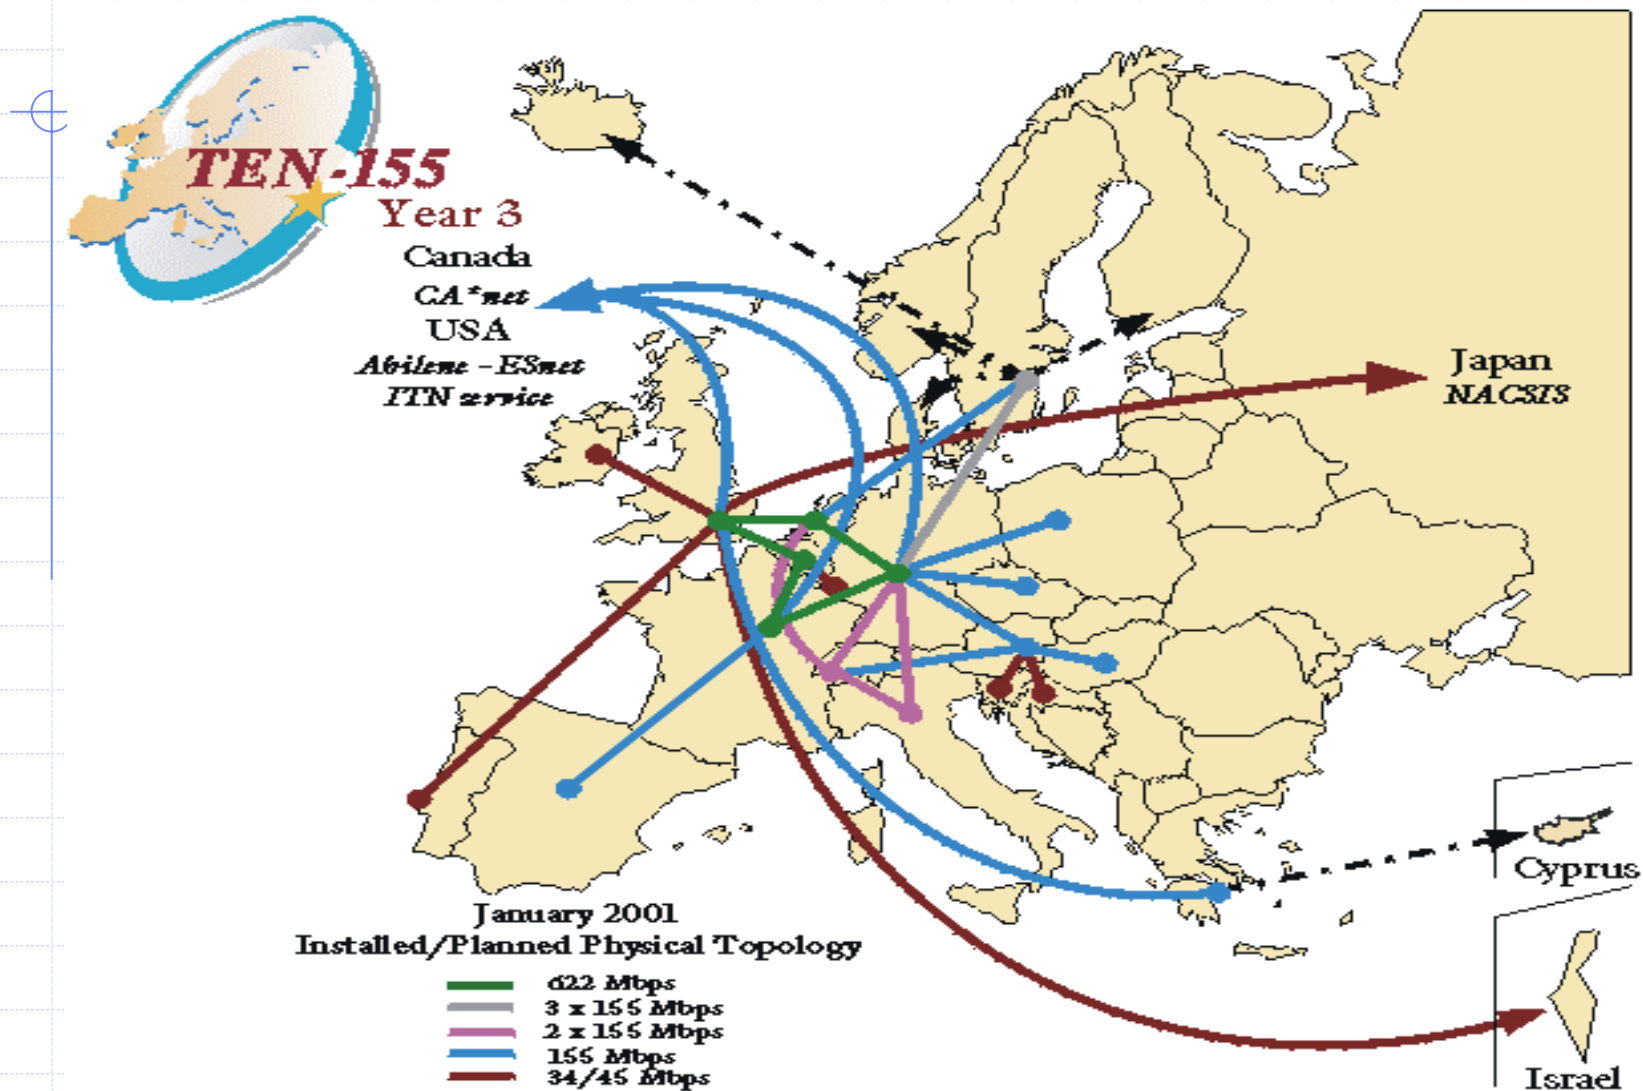 TEN-155
Year 3
Canada
CA*net
USA
Abilene - ESnet
ITN service
Japan
NACSIS
Cyprus
Israel
January 2001
Installed/Planned Physical Topology
622 Mbps
3 x 155 Mbps
2 x 155 Mbps
155 Mbps
34/45 Mbps